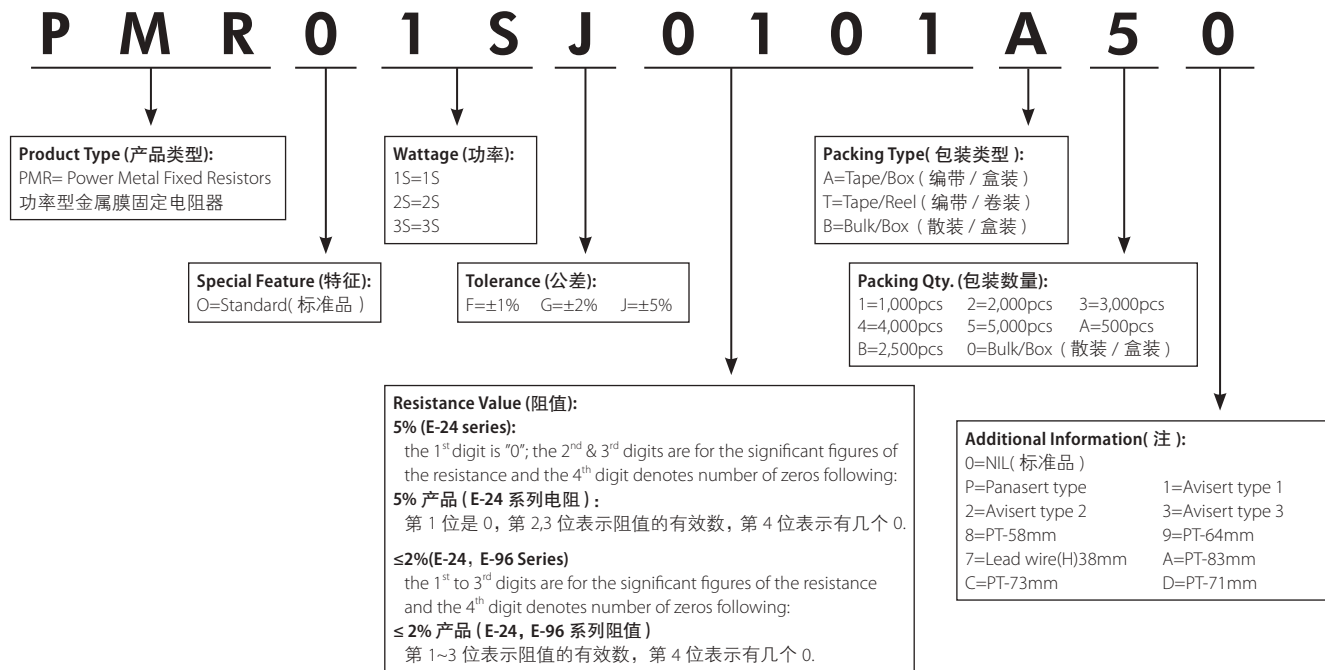 P M R 0 1 S J 0 1 0 1 A 5 0
Product Type (产品类型):
PMR= Power Metal Fixed Resistors
功率型金属膜固定电阻器
Wattage (功率):
1S=1S
2S=2S
3S=3S
Packing Type( 包装类型 ):
A=Tape/Box ( 编带 / 盒装 )
T=Tape/Reel ( 编带 / 卷装 )
B=Bulk/Box ( 散装 / 盒装 )
Special Feature (特征):
O=Standard( 标准品 )
Tolerance (公差):
F=±1% G=±2% J=±5%
Packing Qty. (包装数量):
1=1,000pcs 2=2,000pcs 3=3,000pcs
4=4,000pcs 5=5,000pcs A=500pcs
B=2,500pcs 0=Bulk/Box ( 散装 / 盒装 )
Resistance Value (阻值):
5% (E-24 series):
the 1st digit is "0"; the 2nd & 3rd digits are for the significant figures of
the resistance and the 4th digit denotes number of zeros following:
5% 产品 ( E-24 系列电阻 ) :
第 1 位是 0，第 2,3 位表示阻值的有效数，第 4 位表示有几个 0.
≤2%(E-24, E-96 Series)
the 1st to 3rd digits are for the significant figures of the resistance
and the 4th digit denotes number of zeros following:
≤ 2% 产品 ( E-24, E-96 系列阻值 )
第 1~3 位表示阻值的有效数，第 4 位表示有几个 0.
Additional Information( 注 ):
0=NIL( 标准品 )
P=Panasert type 1=Avisert type 1
2=Avisert type 2 3=Avisert type 3
8=PT-58mm 9=PT-64mm
7=Lead wire(H)38mm A=PT-83mm
C=PT-73mm D=PT-71mm